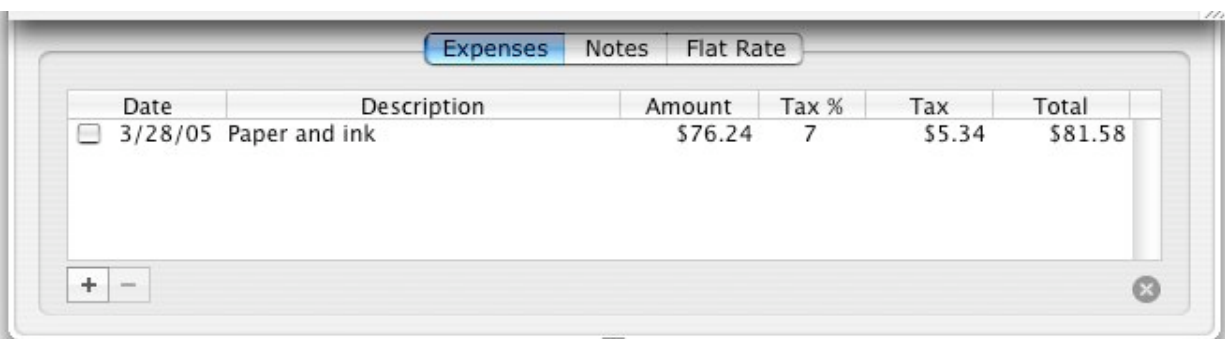 Expenses Notes Flat Rate
Date Description Amount Tax % Tax Total
3/28/05 Paper and ink $76.24 7 $5.34 $81.58